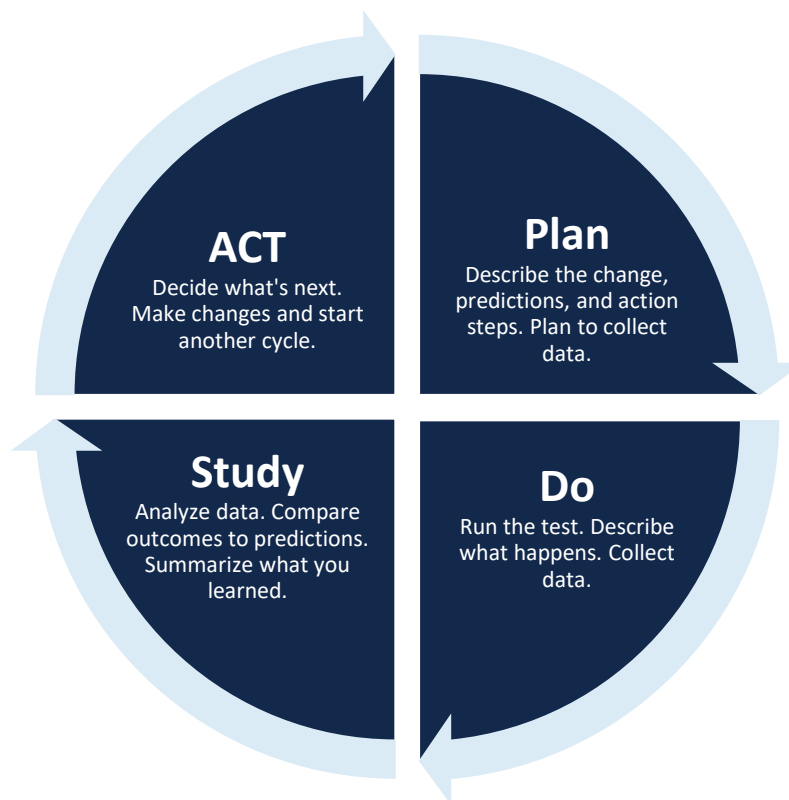 ACT
Decide what's next.
Make changes and start
another cycle.
Plan
Describe the change,
predictions, and action
steps. Plan to collect
data.
Study
Analyze data. Compare
outcomes to predictions.
Summarize what you
learned.
Do
Run the test. Describe
what happens. Collect
data.